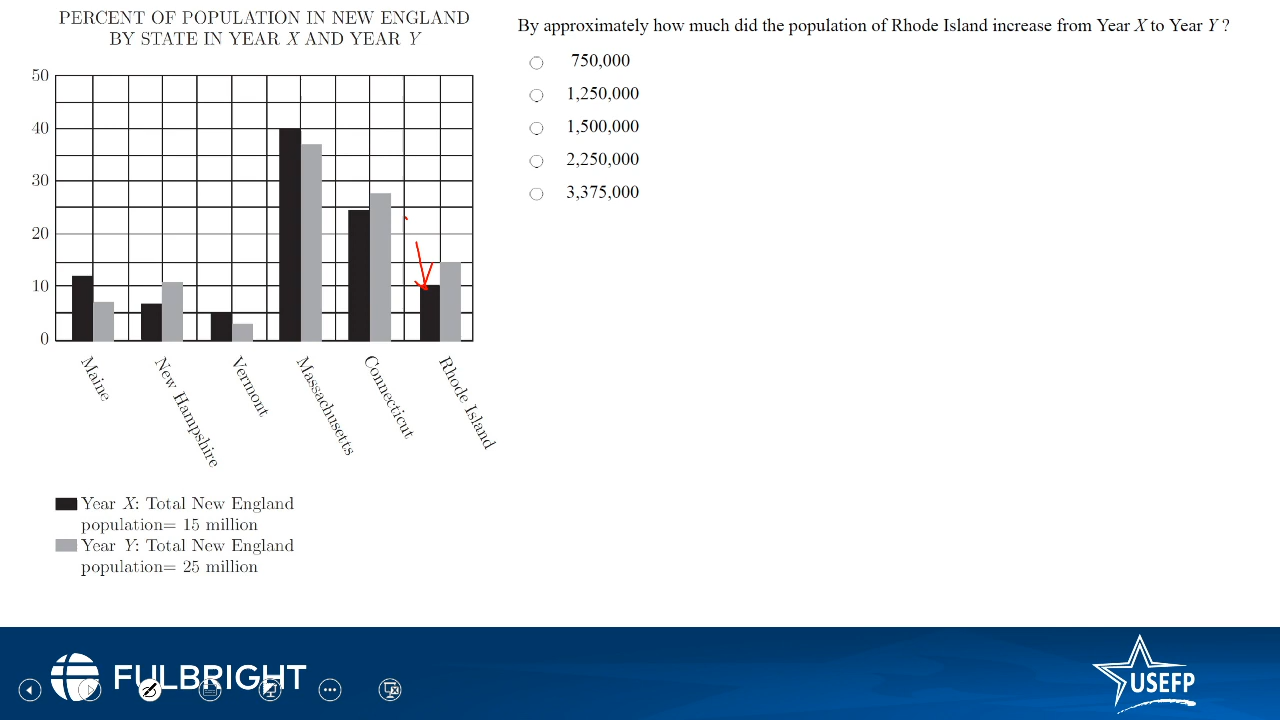 PERCENT OF POPULATION IN NEW ENGLAND
BY STATE IN YEAR X AND YEAR Y
50
40
30
20
10
0
Maine
New Hampshire
Vermont
Massachusetts
Connecticut
Rhode Island
Year X: Total New England
population= 15 million
Year Y: Total New England
population= 25 million
By approximately how much did the population of Rhode Island increase from Year X to Year Y ?
750,000
1,250,000
1,500,000
2,250,000
3,375,000
FULBRIGHT
USEFP